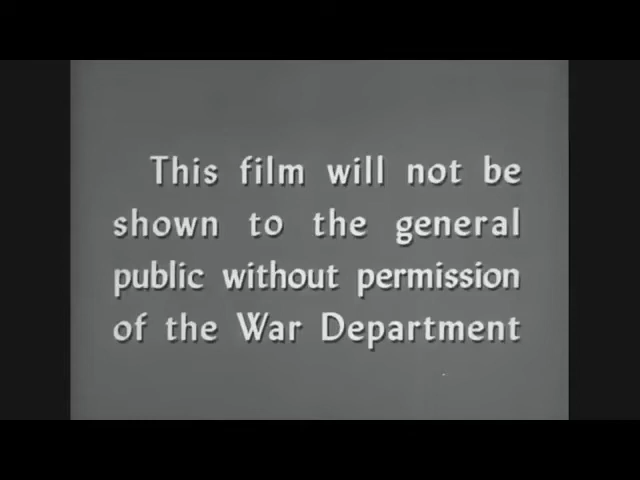 This film will not be
shown to the general
public without permission
of the War Department